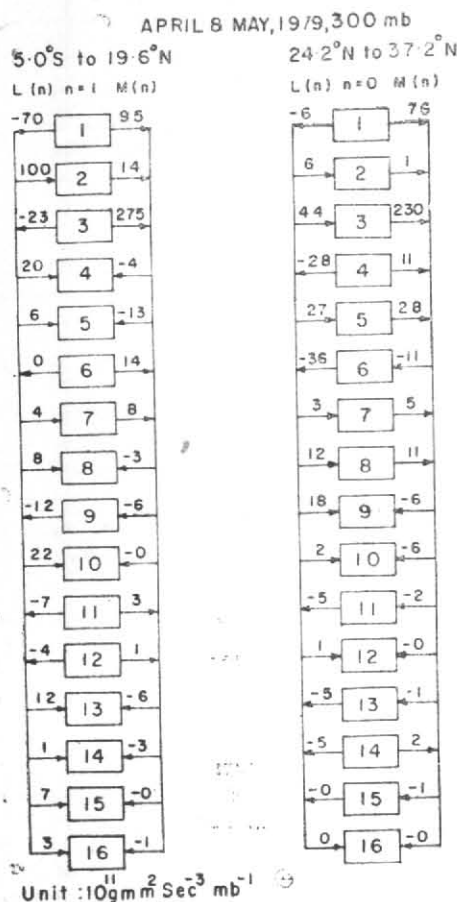 APRIL & MAY, 1979, 300 mb
5·0°S to 19·6°N 24·2°N to 37·2°N
L(n) n=1 M(n) L(n) n=0 M(n)
-70 1 95 -6 1 76
100 2 14 6 2 1
-23 3 275 44 3 230
20 4 -4 -28 4 11
6 5 -13 27 5 28
0 6 14 -36 6 -11
4 7 8 3 7 5
8 8 -3 12 8 11
-12 9 -6 18 9 -6
22 10 -0 2 10 -6
-7 11 3 -5 11 -2
-4 12 1 1 12 -0
12 13 -6 -5 13 -1
1 14 -3 -5 14 2
7 15 -0 -0 15 -1
3 16 -1 0 16 -0
Unit : 10¹¹ gm m² Sec⁻³ mb⁻¹